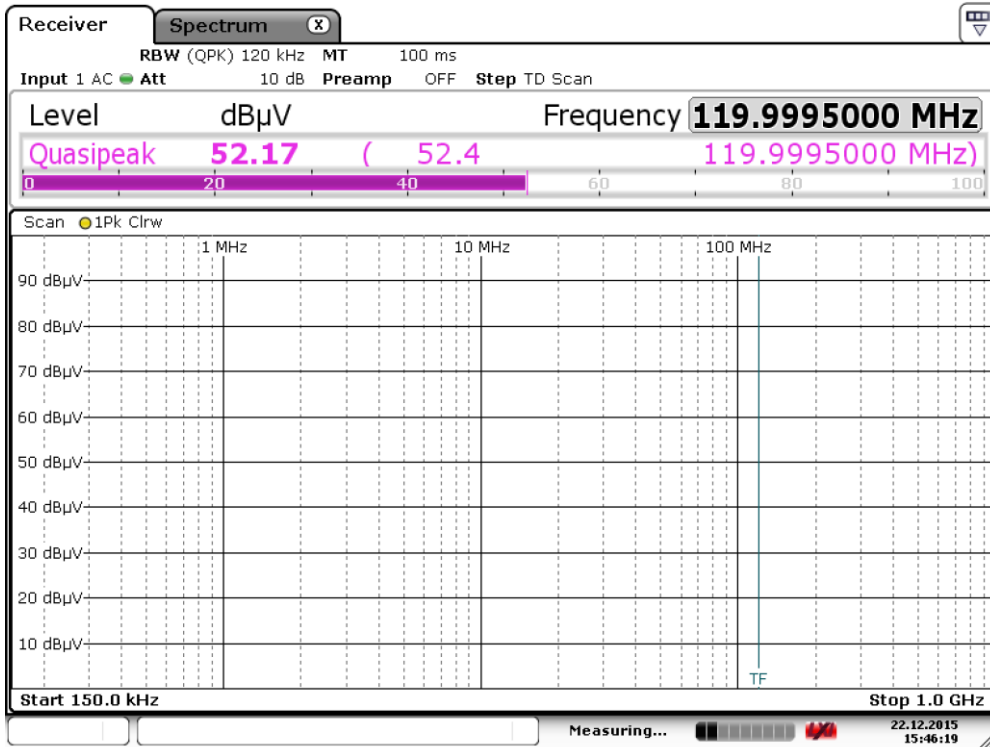 Receiver Spectrum X
RBW (QPK) 120 kHz MT 100 ms
Input 1 AC Att 10 dB Preamp OFF Step TD Scan
Level dBµV Frequency 119.9995000 MHz
Quasipeak 52.17 ( 52.4 119.9995000 MHz)
0 20 40 60 80 100
Scan 1Pk Clrw
1 MHz 10 MHz 100 MHz
90 dBµV
80 dBµV
70 dBµV
60 dBµV
50 dBµV
40 dBµV
30 dBµV
20 dBµV
10 dBµV
TF
Start 150.0 kHz Stop 1.0 GHz
Measuring... 22.12.2015
15:46:19